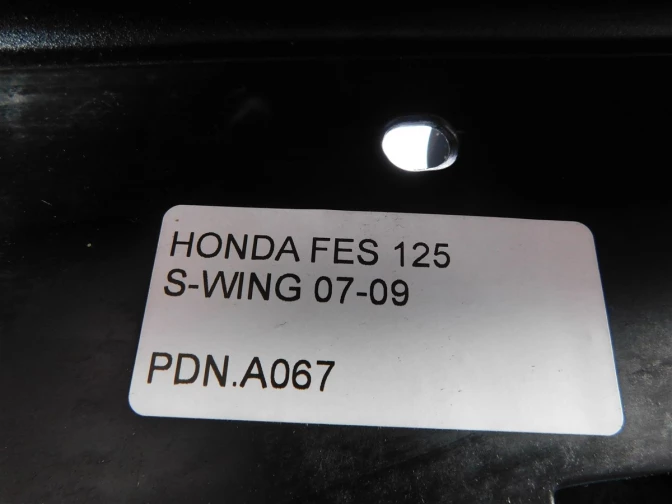 HONDA FES 125
S-WING 07-09
PDN.A067